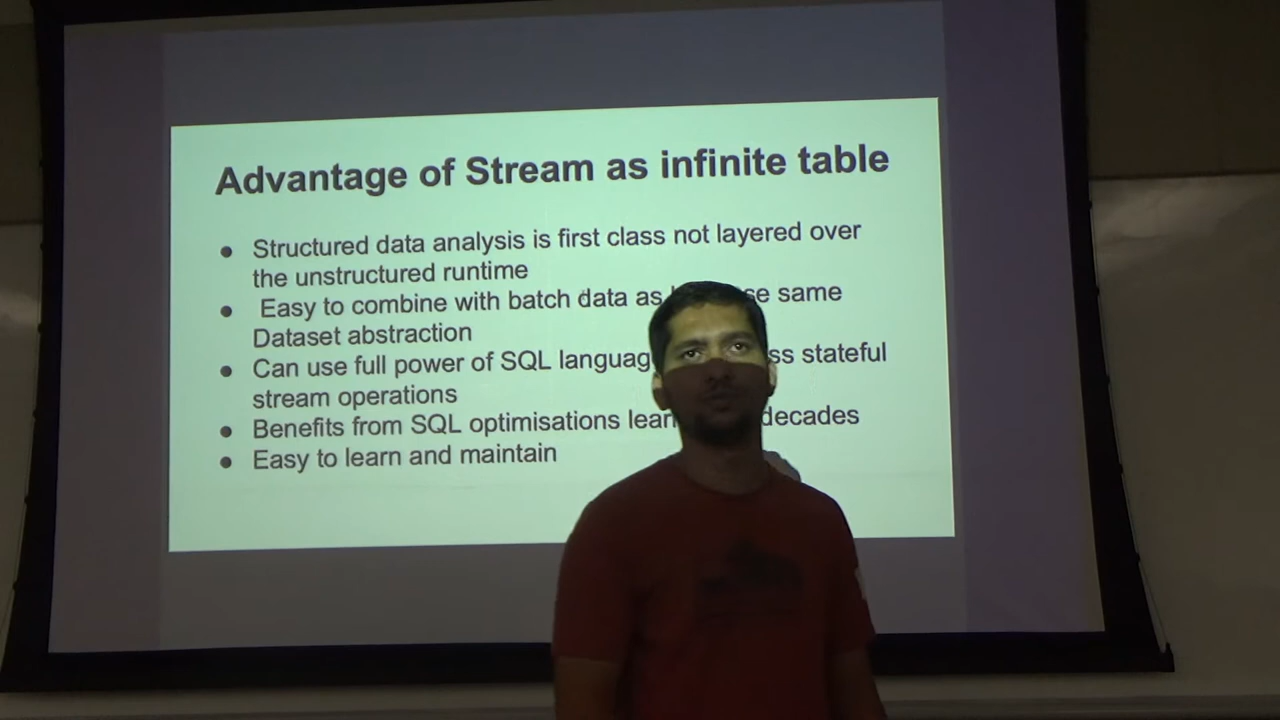 Advantage of Stream as infinite table
● Structured data analysis is first class not layered over
the unstructured runtime
● Easy to combine with batch data as same
Dataset abstraction
● Can use full power of SQL stateful
stream operations
● Benefits from SQL optimisations decades
● Easy to learn and maintain